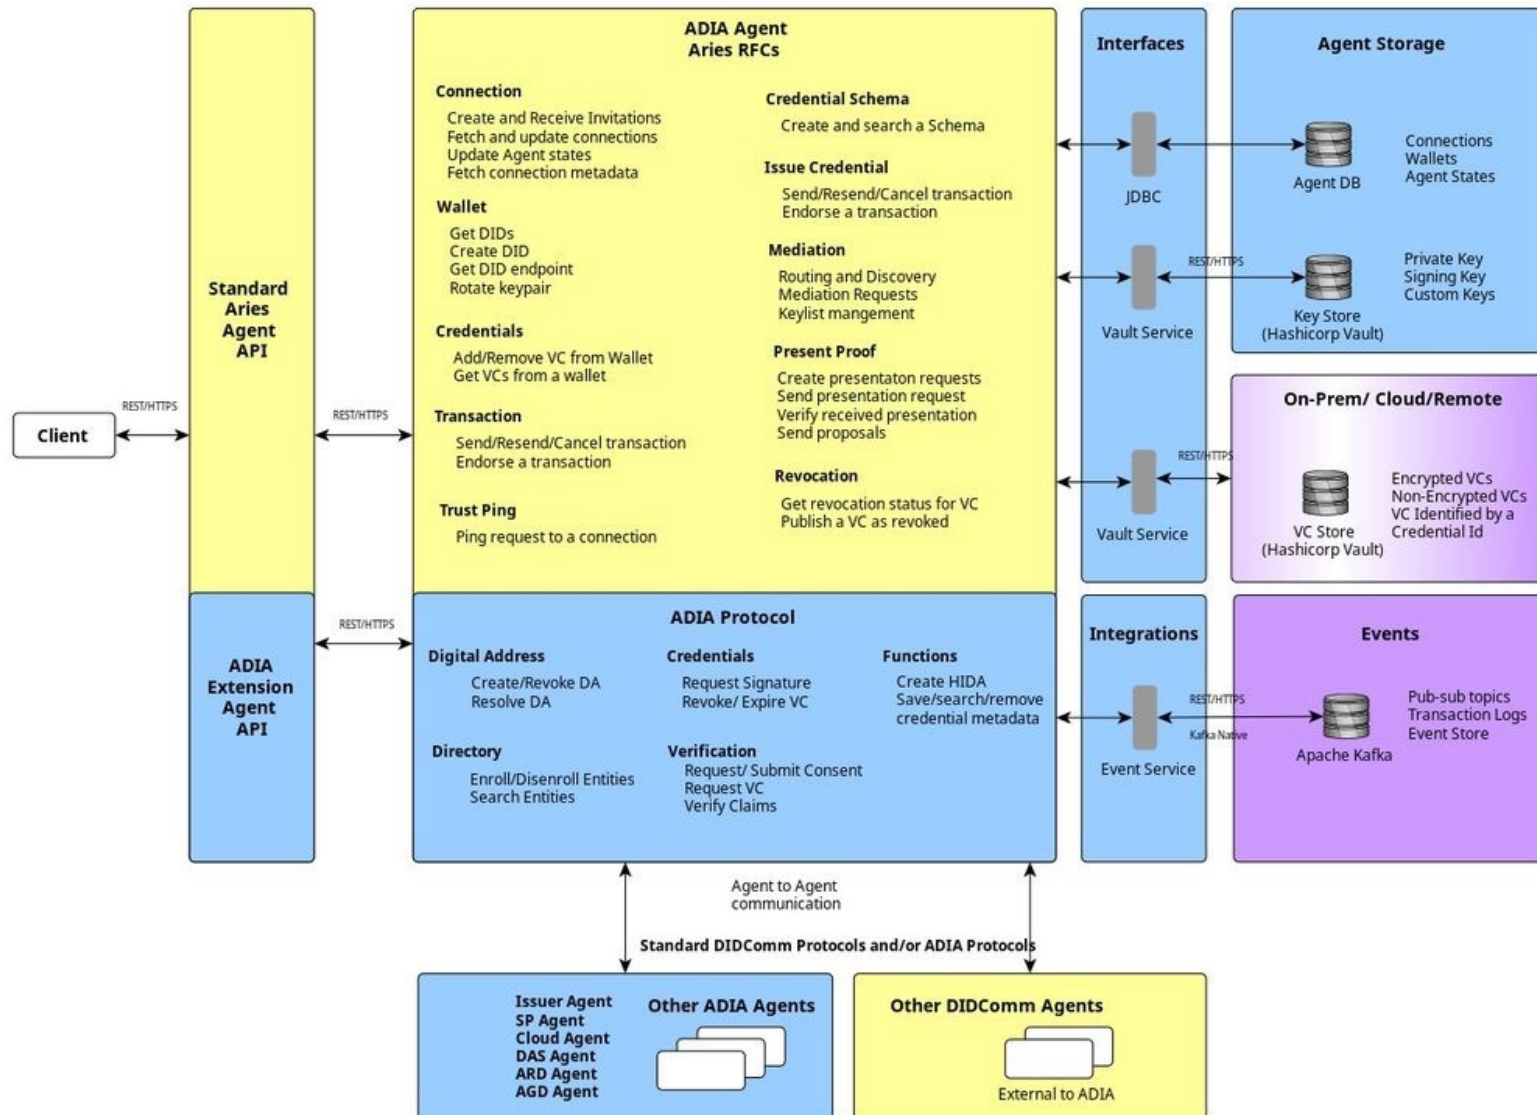 Client
REST/HTTPS
Standard
Aries
Agent
API
ADIA
Extension
Agent
API
REST/HTTPS
REST/HTTPS
ADIA Agent
Aries RFCs
Connection
Create and Receive Invitations
Fetch and update connections
Update Agent states
Fetch connection metadata
Wallet
Get DIDs
Create DID
Get DID endpoint
Rotate keypair
Credentials
Add/Remove VC from Wallet
Get VCs from a wallet
Transaction
Send/Resend/Cancel transaction
Endorse a transaction
Trust Ping
Ping request to a connection
Credential Schema
Create and search a Schema
Issue Credential
Send/Resend/Cancel transaction
Endorse a transaction
Mediation
Routing and Discovery
Mediation Requests
Keylist mangement
Present Proof
Create presentaton requests
Send presentation request
Verify received presentation
Send proposals
Revocation
Get revocation status for VC
Publish a VC as revoked
ADIA Protocol
Digital Address
Create/Revoke DA
Resolve DA
Directory
Enroll/Disenroll Entities
Search Entities
Credentials
Request Signature
Revoke/ Expire VC
Verification
Request/ Submit Consent
Request VC
Verify Claims
Functions
Create HIDA
Save/search/remove
credential metadata
Interfaces
JDBC
Vault Service
Vault Service
REST/HTTPS
REST/HTTPS
Agent Storage
Agent DB
Connections
Wallets
Agent States
Key Store
(Hashicorp Vault)
Private Key
Signing Key
Custom Keys
On-Prem/ Cloud/Remote
VC Store
(Hashicorp Vault)
Encrypted VCs
Non-Encrypted VCs
VC Identified by a
Credential Id
Integrations
Event Service
REST/HTTPS
Kafka Native
Events
Apache Kafka
Pub-sub topics
Transaction Logs
Event Store
Agent to Agent
communication
Standard DIDComm Protocols and/or ADIA Protocols
Issuer Agent
SP Agent
Cloud Agent
DAS Agent
ARD Agent
AGD Agent
Other ADIA Agents
Other DIDComm Agents
External to ADIA